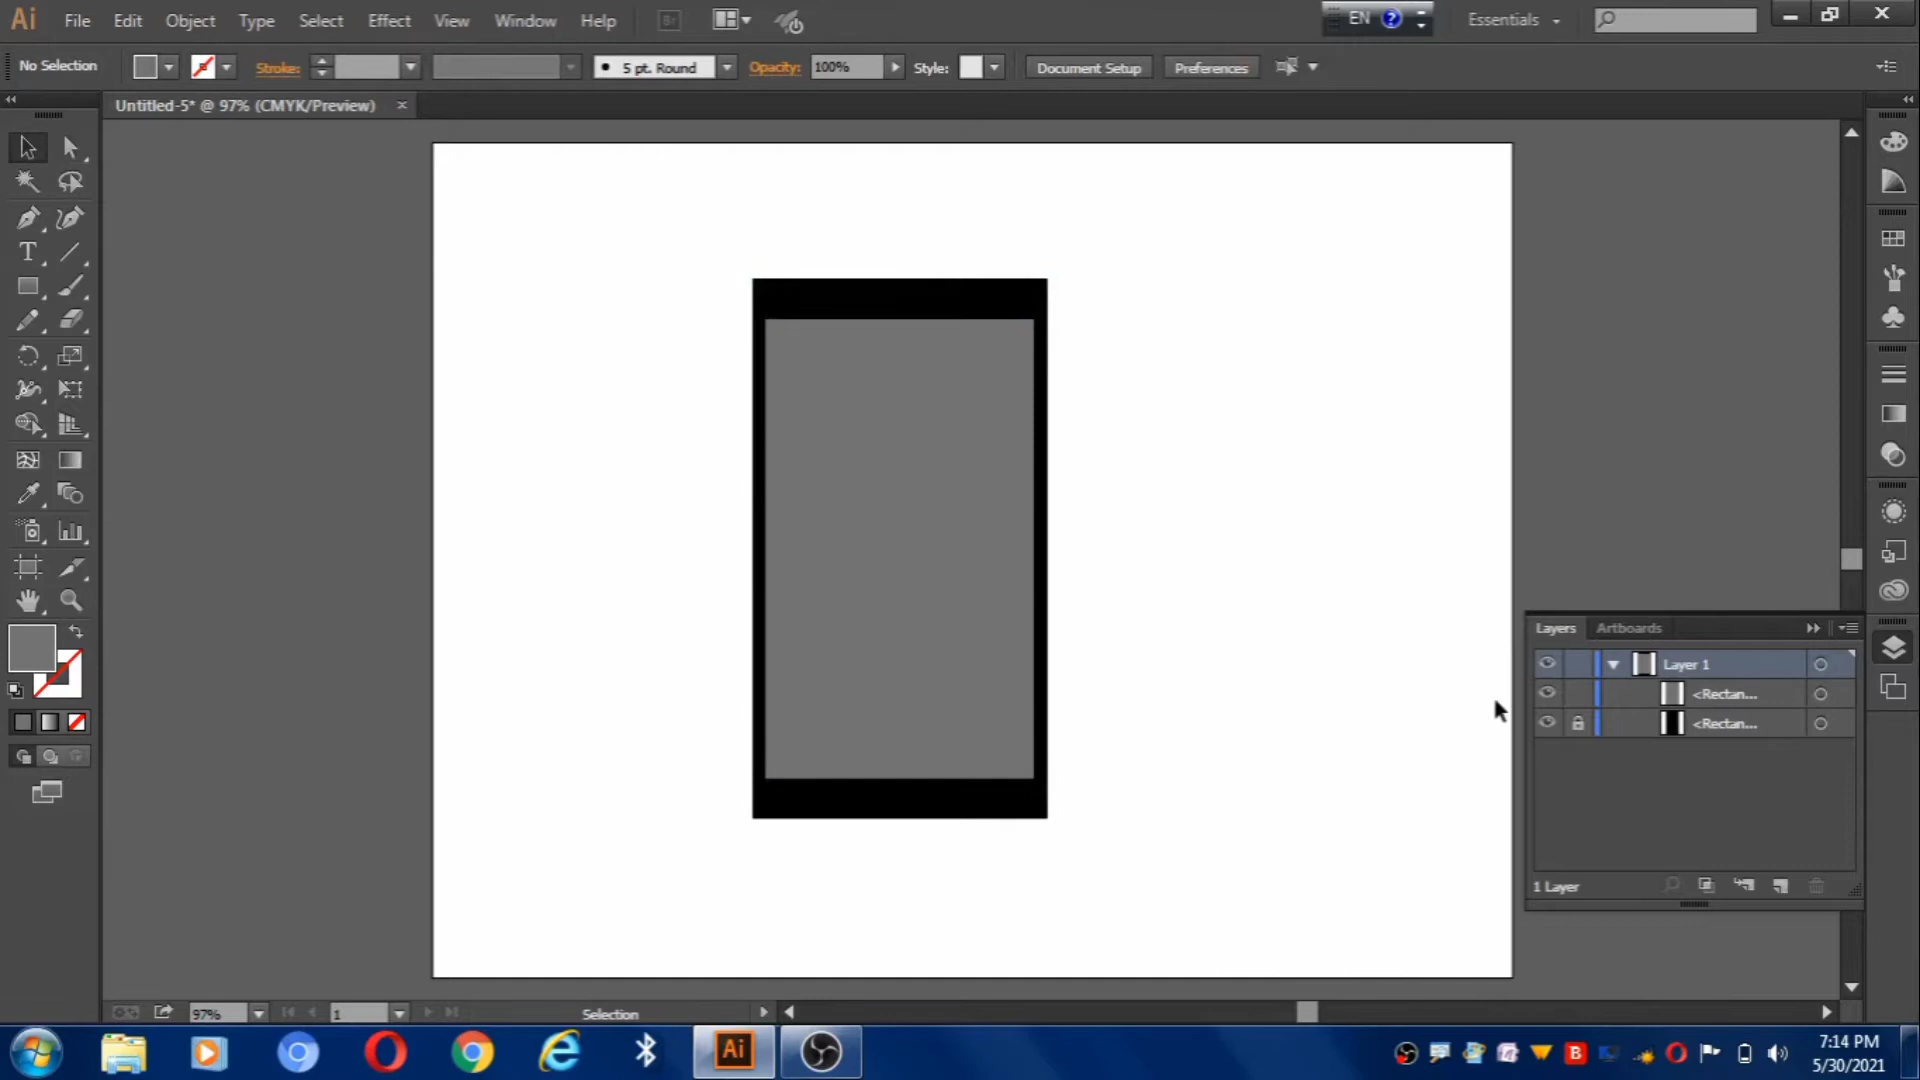 Ai File Edit Object Type Select Effect View Window Help Br EN ? Essentials
No Selection Stroke: 5 pt. Round Opacity: 100% Style: Document Setup Preferences
Untitled-5* @ 97% (CMYK/Preview) ×
T
Layers Artboards
Layer 1
<Rectan...
<Rectan...
1 Layer
97% 1 Selection
Ai B 7:14 PM
5/30/2021